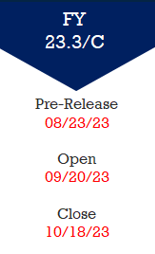 FY
23.3/C
Pre-Release
08/23/23
Open
09/20/23
Close
10/18/23